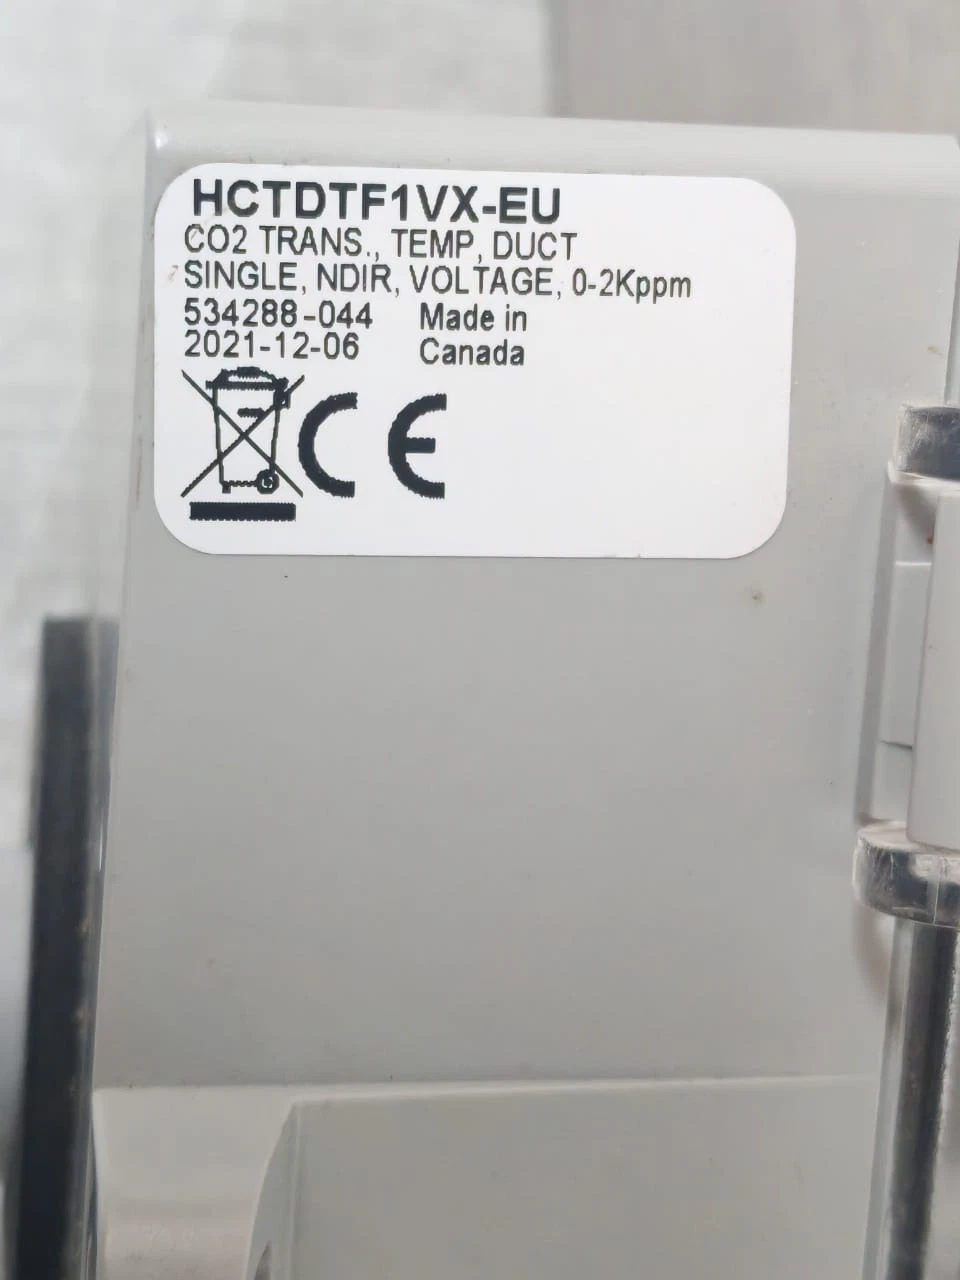 HCTDTF1VX-EU
CO2 TRANS., TEMP, DUCT
SINGLE, NDIR, VOLTAGE, 0-2Kppm
534288-044 Made in
2021-12-06 Canada
CE